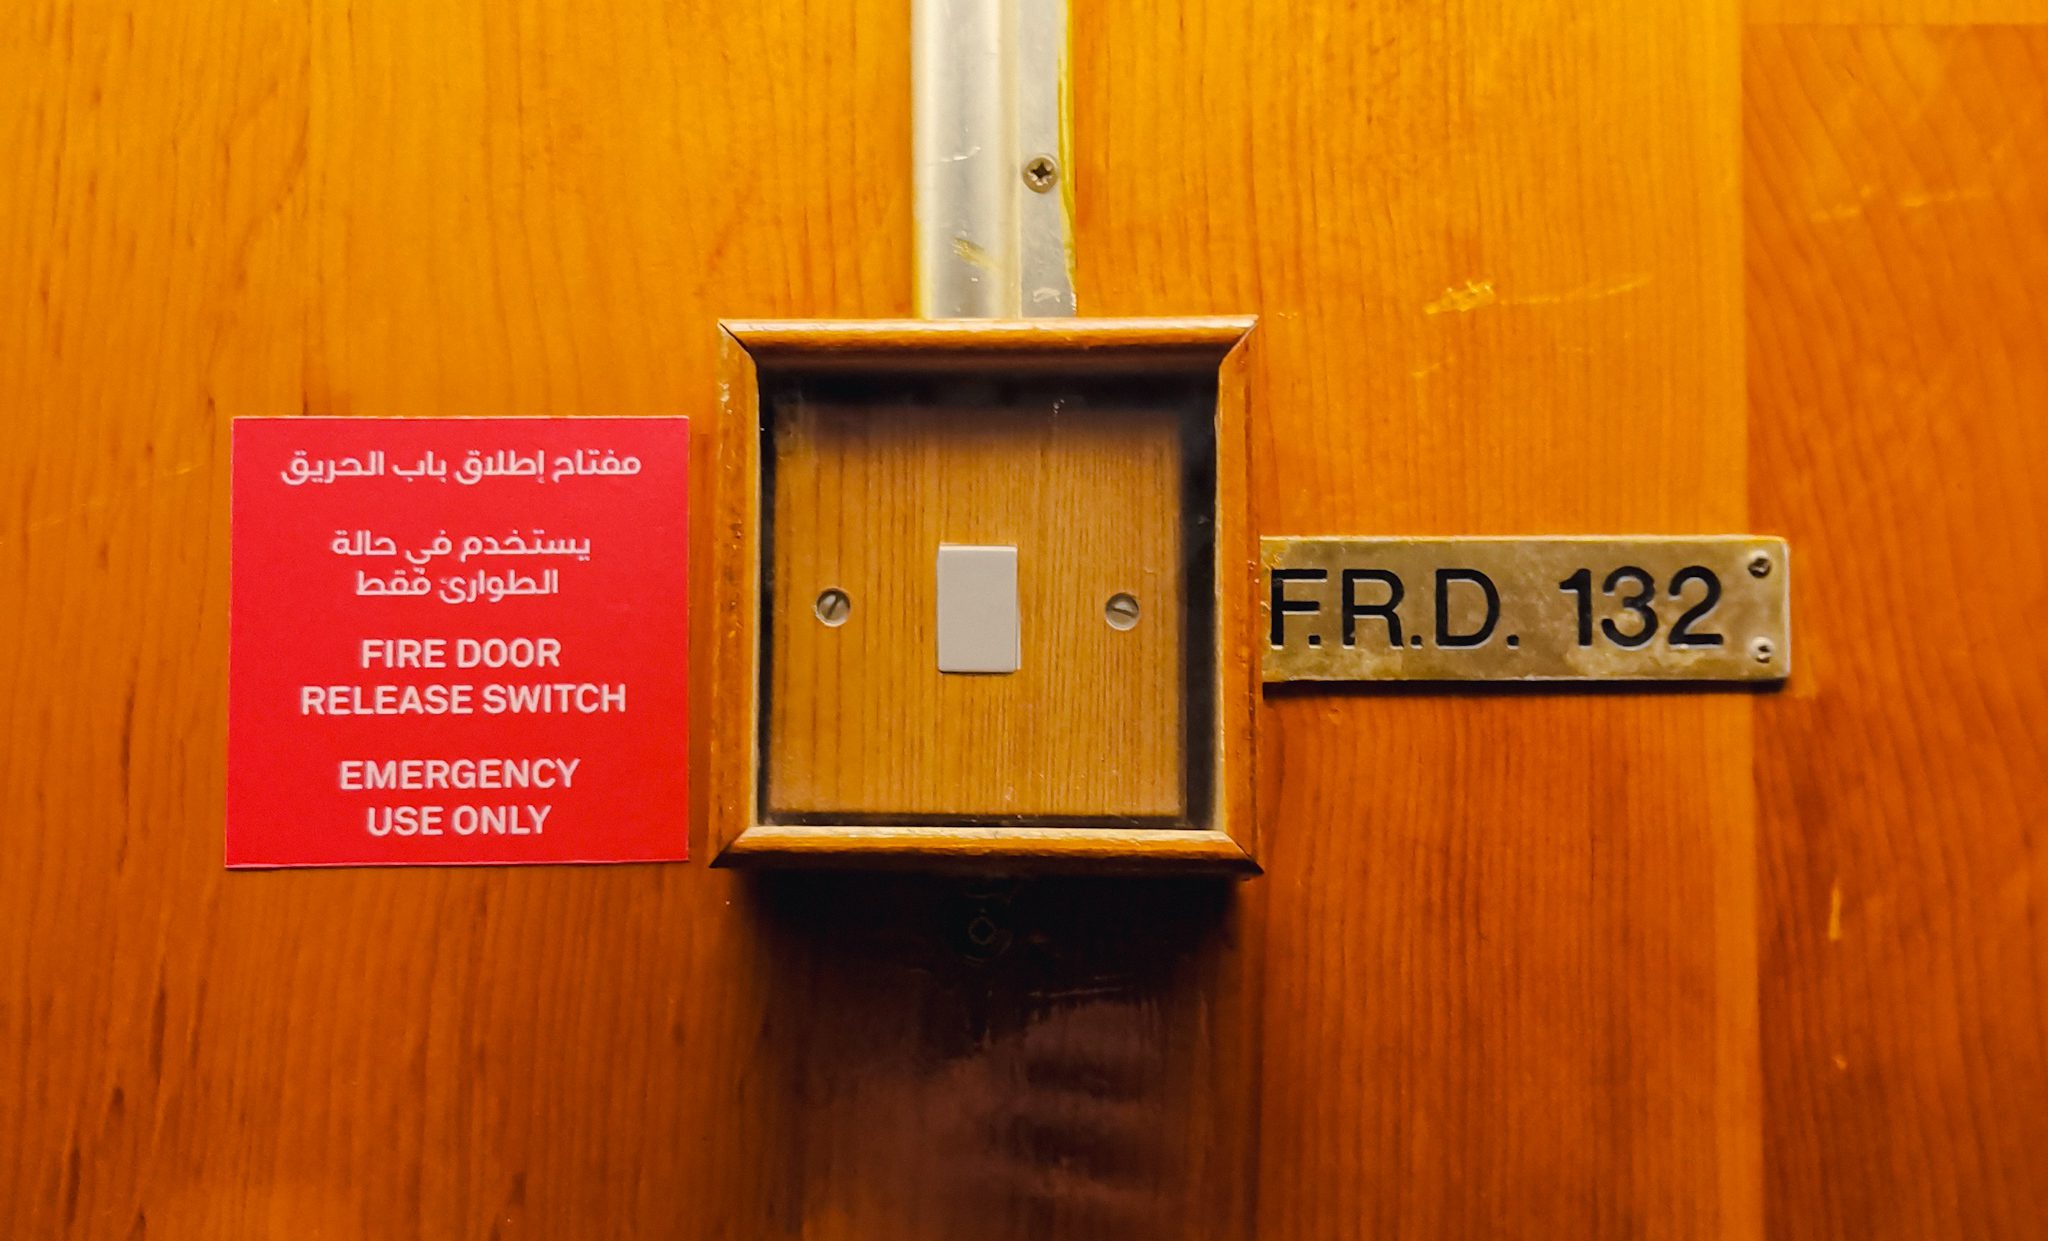 مفتاح إطلاق باب الحريق
يستخدم في حالة
الطوارئ فقط
FIRE DOOR
RELEASE SWITCH
EMERGENCY
USE ONLY
F.R.D. 132